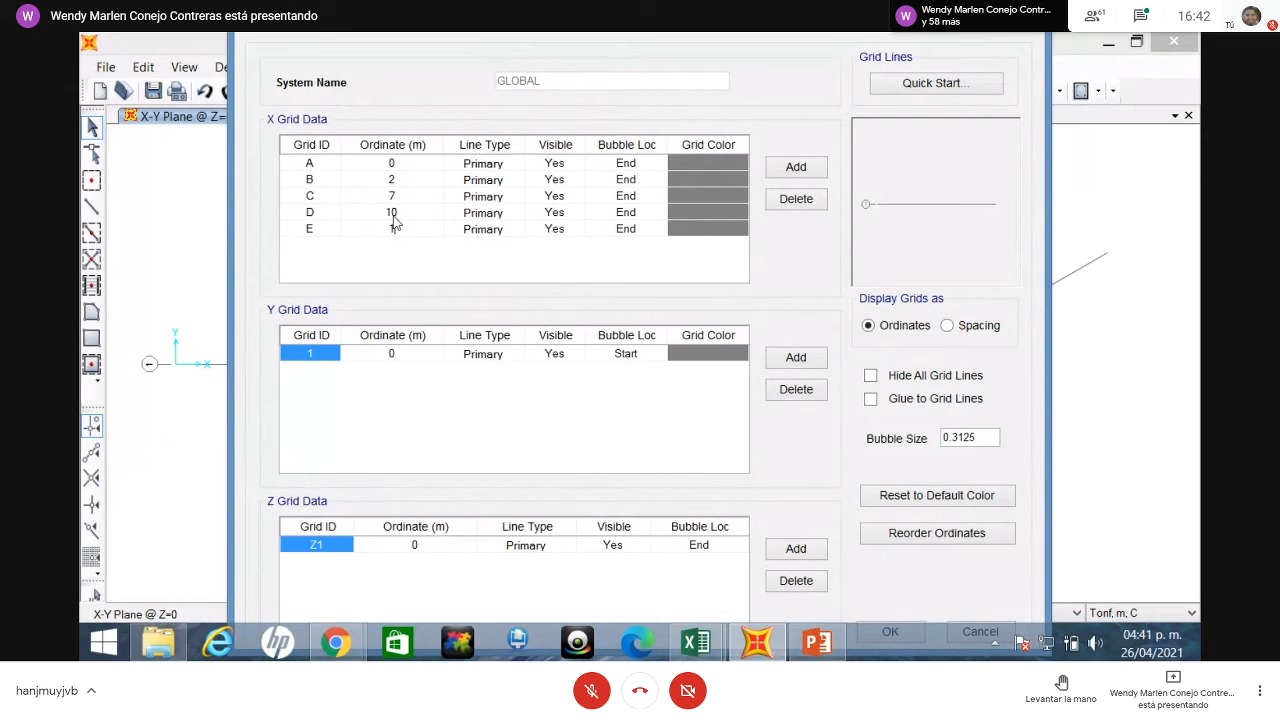 W Wendy Marlen Conejo Contreras está presentando
W Wendy Marlen Conejo Contr...
y 58 más
61
16:42
Tú
File Edit View
System Name GLOBAL
Grid Lines
Quick Start...
X-Y Plane @ Z=
X Grid Data
Grid ID Ordinate (m) Line Type Visible Bubble Loc Grid Color
A 0 Primary Yes End
B 2 Primary Yes End
C 7 Primary Yes End
D 10 Primary Yes End
E Primary Yes End
Add
Delete
Y Grid Data
Grid ID Ordinate (m) Line Type Visible Bubble Loc Grid Color
1 0 Primary Yes Start
Add
Delete
Y
X
1
Display Grids as
Ordinates Spacing
Hide All Grid Lines
Glue to Grid Lines
Bubble Size 0.3125
Reset to Default Color
Reorder Ordinates
Z Grid Data
Grid ID Ordinate (m) Line Type Visible Bubble Loc
Z1 0 Primary Yes End
Add
Delete
OK Cancel
X-Y Plane @ Z=0
Tonf, m, C
04:41 p. m.
26/04/2021
hanjmuyjvb
Levantar la mano
Wendy Marlen Conejo Contre...
está presentando